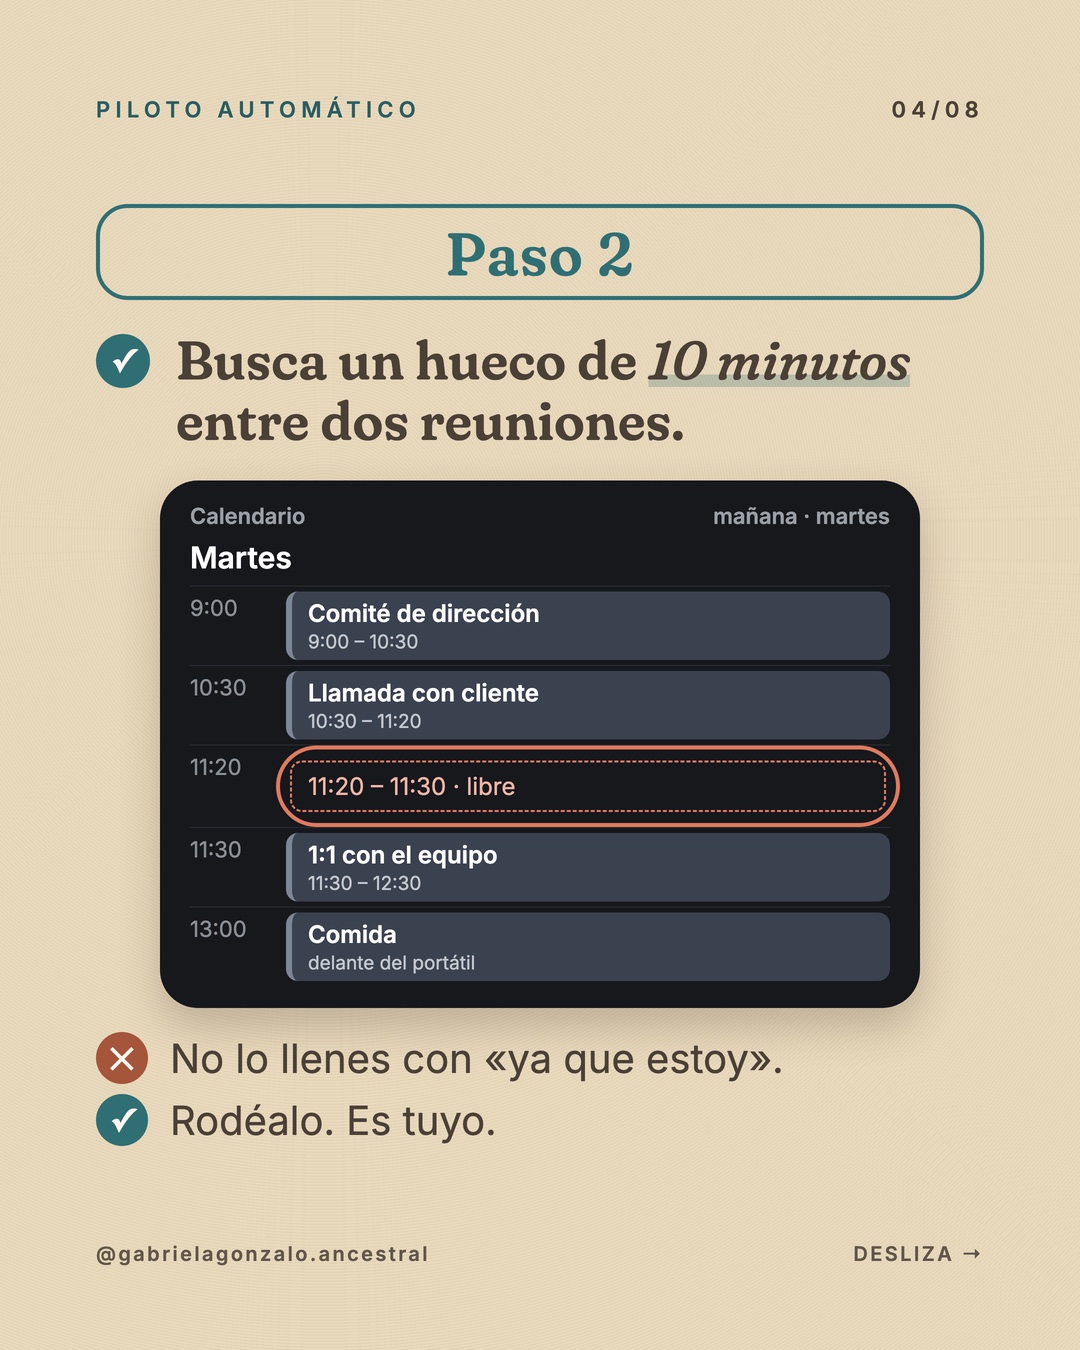 PILOTO AUTOMÁTICO
04/08
Paso 2
Busca un hueco de 10 minutos
entre dos reuniones.
Calendario
mañana · martes
Martes
9:00
Comité de dirección
9:00 – 10:30
10:30
Llamada con cliente
10:30 – 11:20
11:20
11:20 – 11:30 · libre
11:30
1:1 con el equipo
11:30 – 12:30
13:00
Comida
delante del portátil
No lo llenes con «ya que estoy».
Rodéalo. Es tuyo.
@gabrielagonzalo.ancestral
DESLIZA →